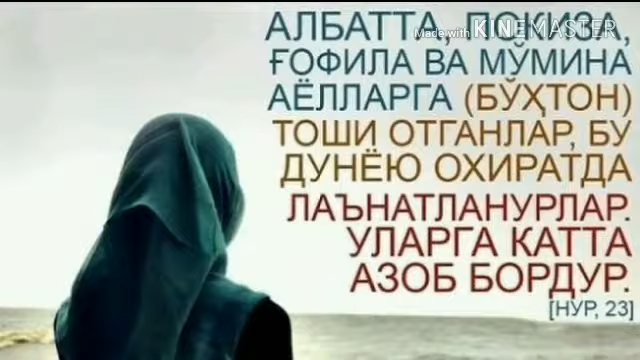 АЛБАТТА, ПОКИЗА,
Made with KINEMASTER
ҒОФИЛА ВА МЎМИНА
АЁЛЛАРГА (БЎҲТОН)
ТОШИ ОТГАНЛАР, БУ
ДУНЁЮ ОХИРАТДА
ЛАЪНАТЛАНУРЛАР.
УЛАРГА КАТТА
АЗОБ БОРДУР.
[НУР, 23]